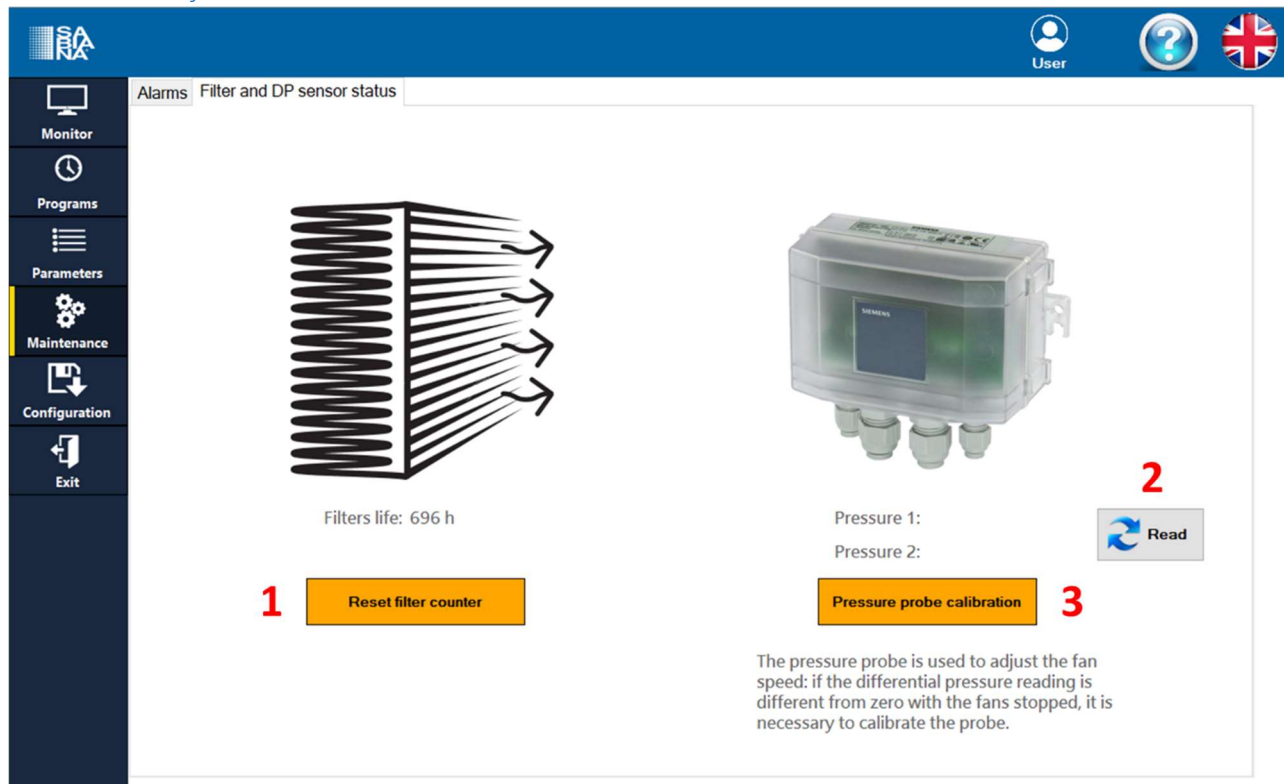 SA
BIA
NA
User
?
Monitor
Programs
Parameters
Maintenance
Configuration
Exit
Alarms
Filter and DP sensor status
SIEMENS
Filters life: 696 h
1
Reset filter counter
Pressure 1:
Pressure 2:
2
Read
Pressure probe calibration
3
The pressure probe is used to adjust the fan
speed: if the differential pressure reading is
different from zero with the fans stopped, it is
necessary to calibrate the probe.